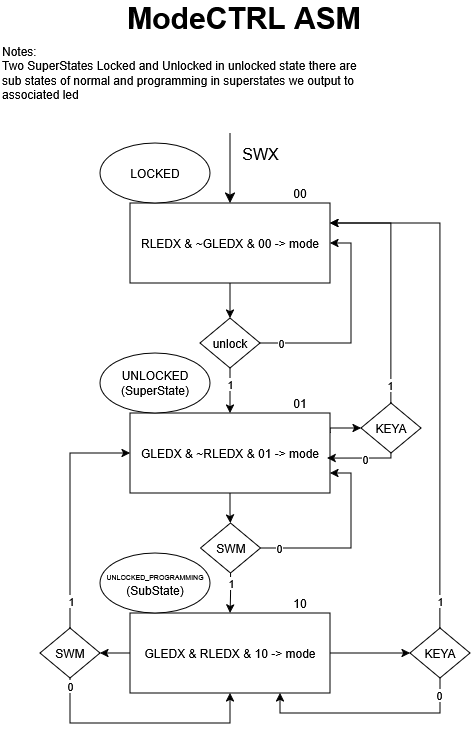 ModeCTRL ASM
Notes:
Two SuperStates Locked and Unlocked in unlocked state there are
sub states of normal and programming in superstates we output to
associated led
SWX
LOCKED
00
RLEDX & ~GLEDX & 00 -> mode
unlock
0
1
UNLOCKED
(SuperState)
1
01
GLEDX & ~RLEDX & 01 -> mode
KEYA
0
SWM
0
UNLOCKED_PROGRAMMING
(SubState)
1
10
1
1
GLEDX & RLEDX & 10 -> mode
SWM
KEYA
0
0